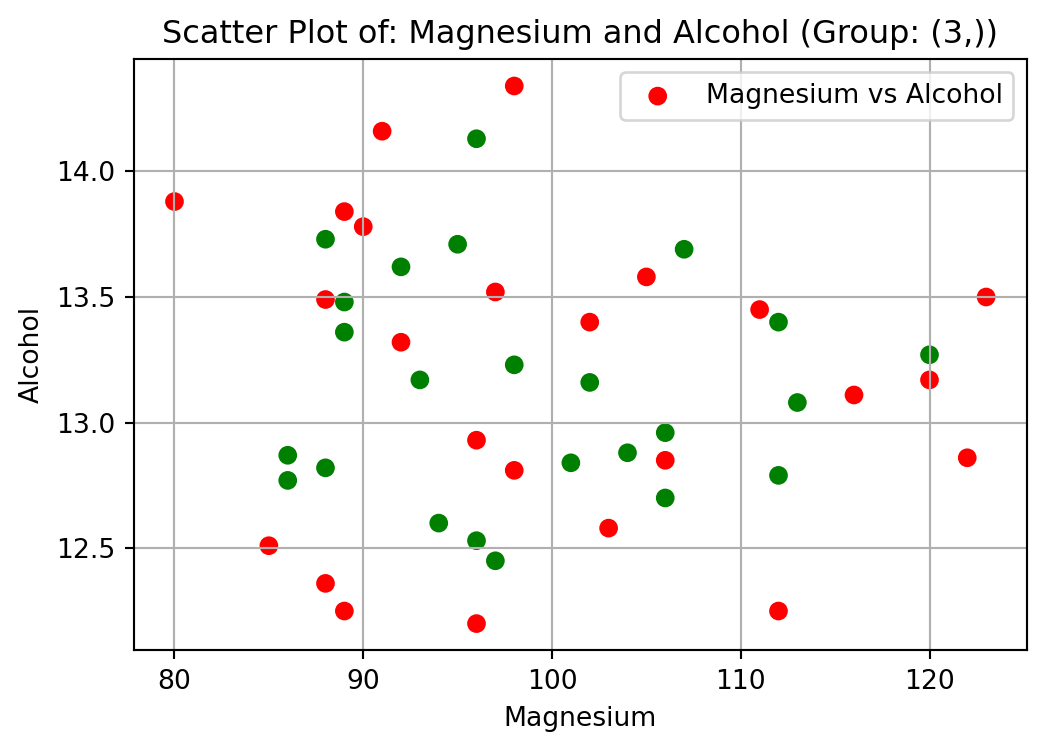 Scatter Plot of: Magnesium and Alcohol (Group: (3,))
Magnesium vs Alcohol
Alcohol
14.0
13.5
13.0
12.5
80 90 100 110 120
Magnesium